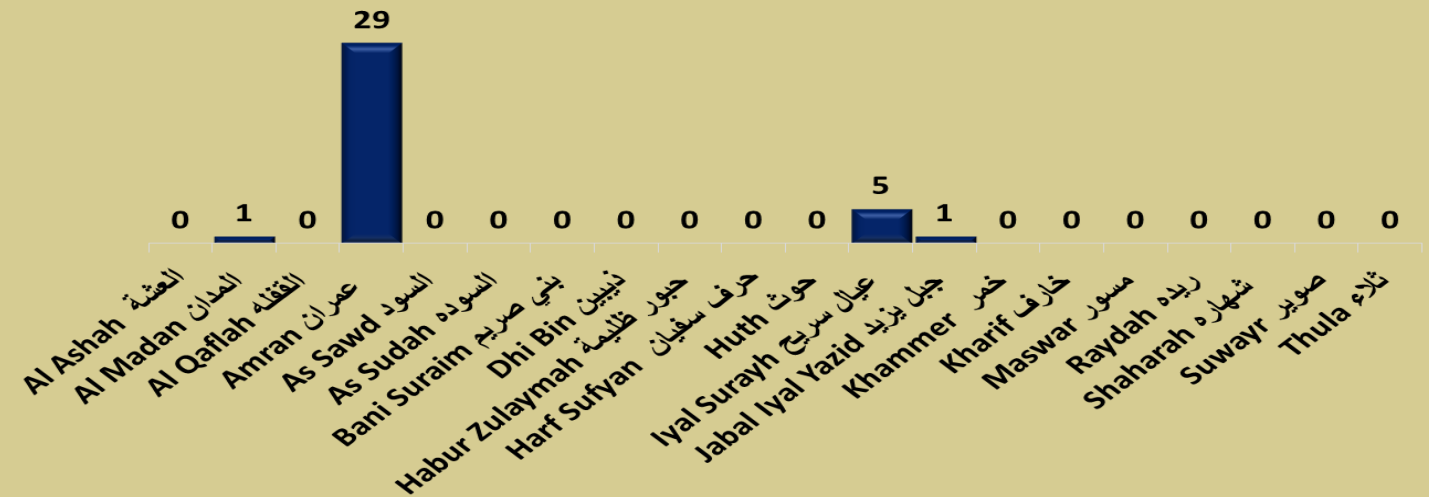 29
0
1
0
0
0
0
0
0
0
0
5
1
0
0
0
0
0
0
0
Al Ashah العشة
Al Madan المدان
Al Qaflah القفله
Amran عمران
As Sawd السود
As Sudah السوده
Bani Suraim بني صريم
Dhi Bin ذيبين
Habur Zulaymah حبور ظليمة
Harf Sufyan حرف سفيان
Huth حوث
Iyal Surayh عيال سريح
Jabal Iyal Yazid جبل يزيد
Khammer خمر
Kharif خارف
Maswar مسور
Raydah ريده
Shaharah شهاره
Suwayr صوير
Thula ثلاء